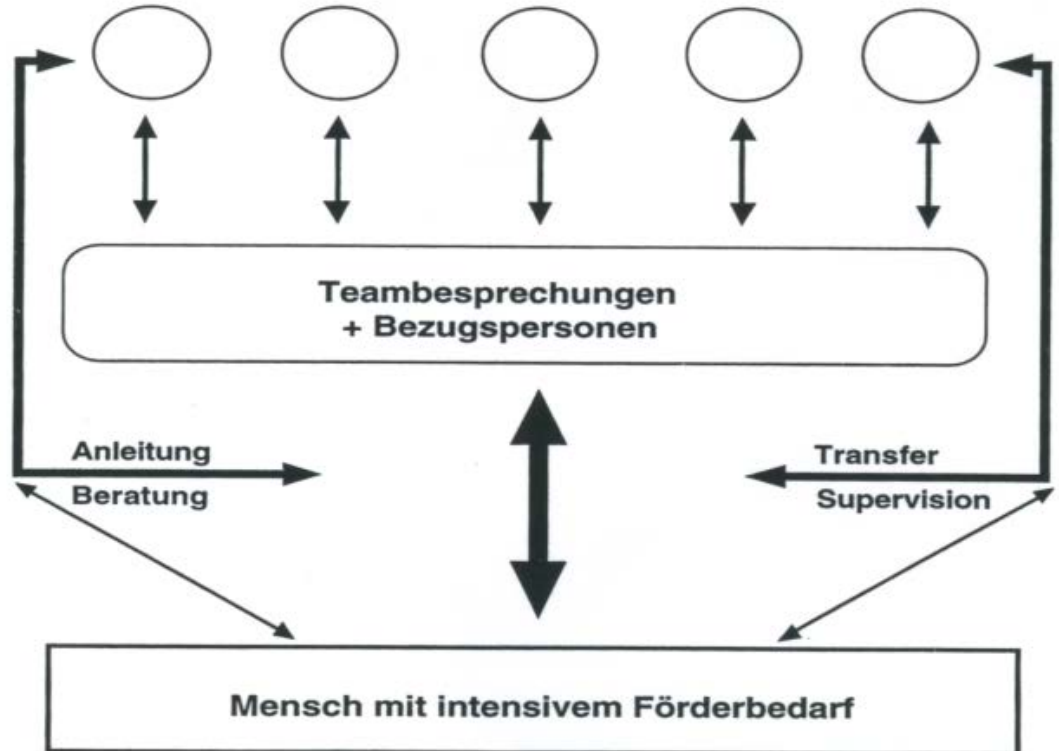 Teambesprechungen
+ Bezugspersonen
Anleitung
Beratung
Transfer
Supervision
Mensch mit intensivem Förderbedarf